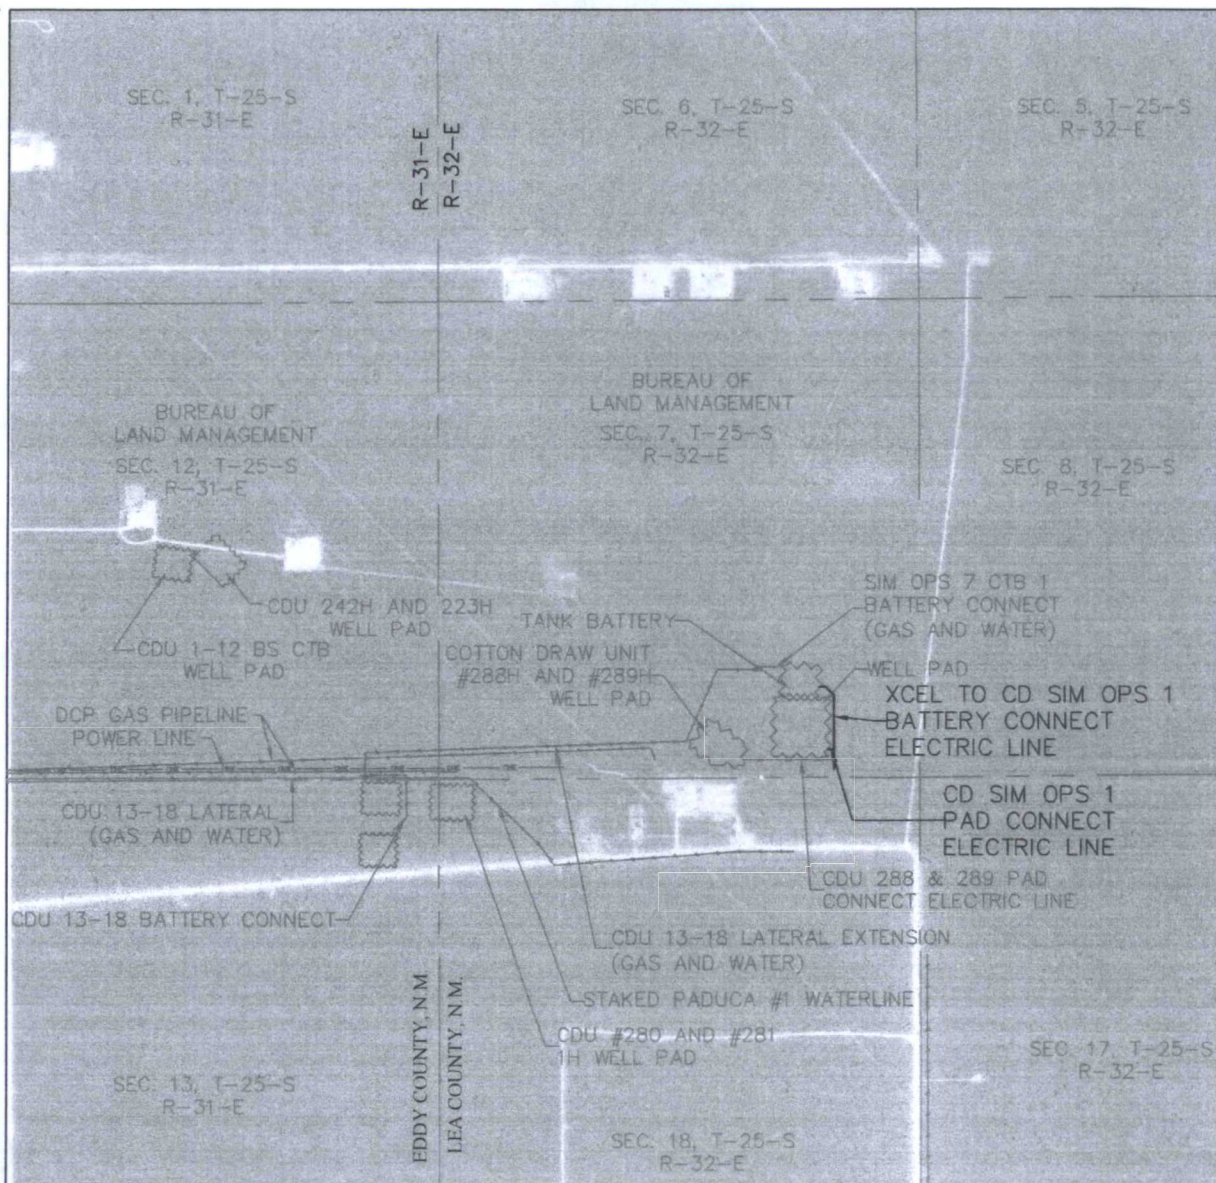 SEC. 1, T-25-S
R-31-E
SEC. 6, T-25-S
R-32-E
SEC. 5, T-25-S
R-32-E
R-31-E
R-32-E
BUREAU OF
LAND MANAGEMENT
SEC. 12, T-25-S
R-31-E
BUREAU OF
LAND MANAGEMENT
SEC. 7, T-25-S
R-32-E
SEC. 8, T-25-S
R-32-E
CDU 242H AND 223H
WELL PAD
CDU 1-12 BS CTB
WELL PAD
TANK BATTERY
COTTON DRAW UNIT
#288H AND #289H
WELL PAD
SIM OPS 7 CTB 1
BATTERY CONNECT
(GAS AND WATER)
WELL PAD
XCEL TO CD SIM OPS 1
BATTERY CONNECT
ELECTRIC LINE
DCP GAS PIPELINE
POWER LINE
CDU 13-18 LATERAL
(GAS AND WATER)
CD SIM OPS 1
PAD CONNECT
ELECTRIC LINE
CDU 288 & 289 PAD
CONNECT ELECTRIC LINE
CDU 13-18 BATTERY CONNECT
CDU 13-18 LATERAL EXTENSION
(GAS AND WATER)
STAKED PADUCA #1 WATERLINE
CDU #280 AND #281
1H WELL PAD
EDDY COUNTY, N.M
LEA COUNTY, N.M.
SEC. 13, T-25-S
R-31-E
SEC. 18, T-25-S
R-32-E
SEC. 17, T-25-S
R-32-E